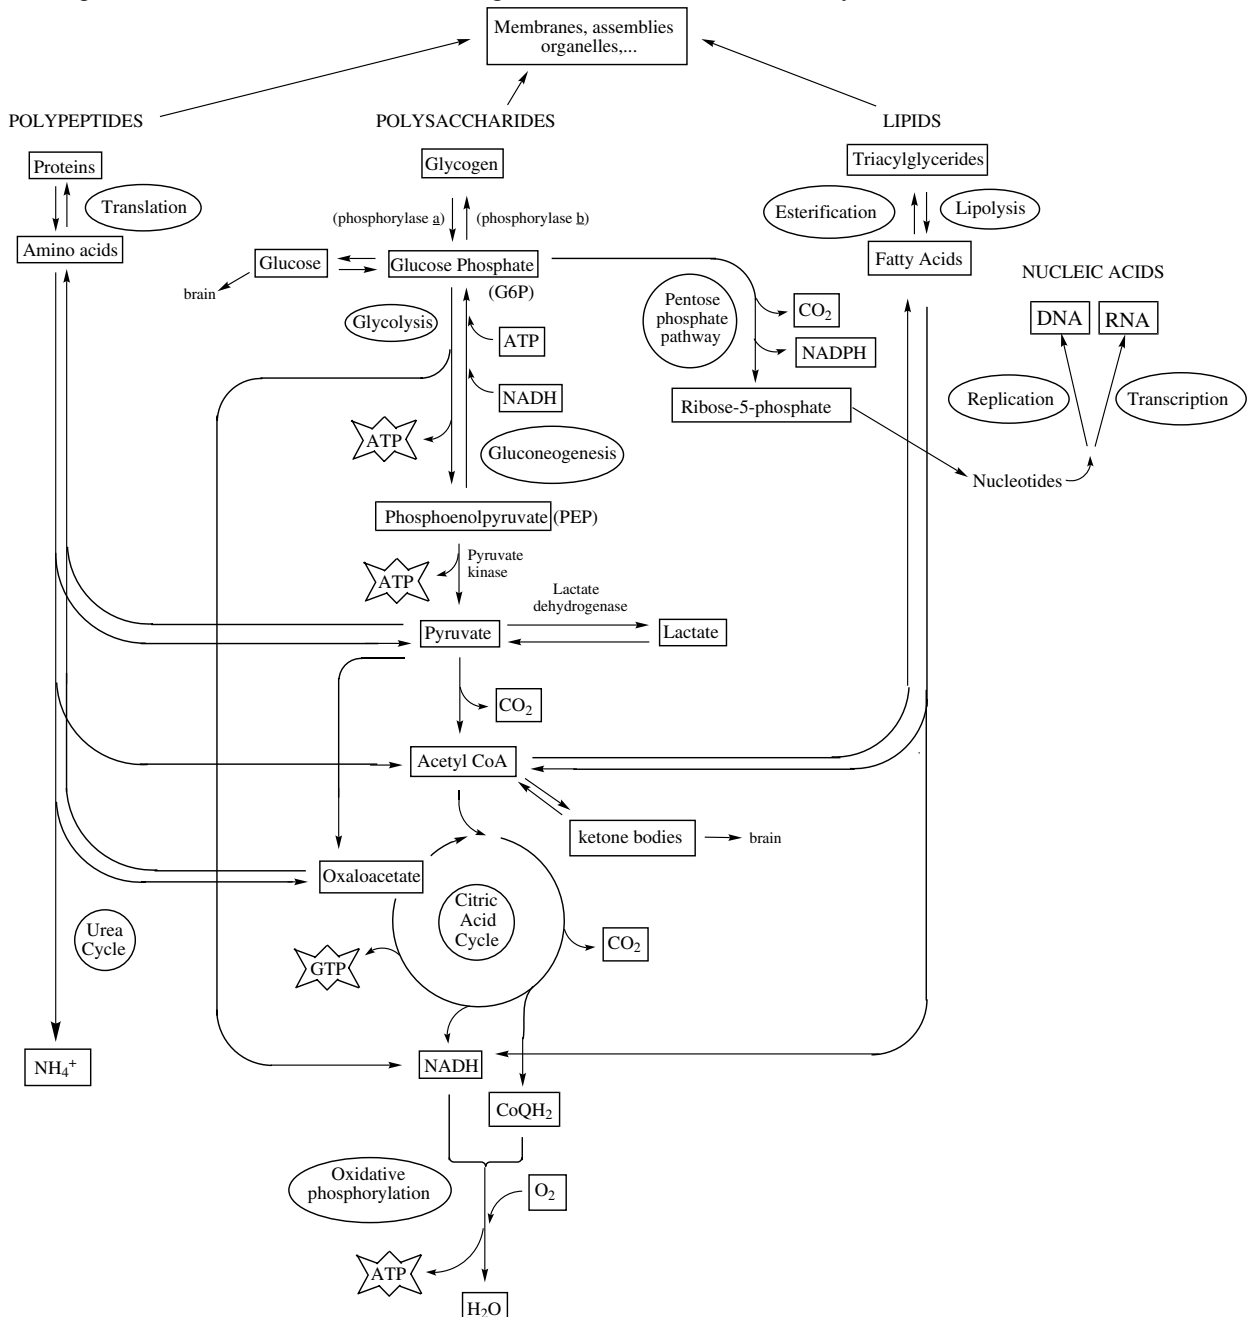 Membranes, assemblies
organelles,...
POLYPEPTIDES
POLYSACCHARIDES
LIPIDS
Proteins
Glycogen
Triacylglycerides
Translation
(phosphorylase a)
(phosphorylase b)
Esterification
Lipolysis
Amino acids
Glucose
Glucose Phosphate
(G6P)
Fatty Acids
brain
NUCLEIC ACIDS
Glycolysis
ATP
NADH
Pentose
phosphate
pathway
CO2
NADPH
DNA
RNA
Ribose-5-phosphate
Replication
Transcription
ATP
Gluconeogenesis
Nucleotides
Phosphoenolpyruvate (PEP)
ATP
Pyruvate
kinase
Lactate
dehydrogenase
Pyruvate
Lactate
CO2
Acetyl CoA
ketone bodies
brain
Oxaloacetate
Citric
Acid
Cycle
Urea
Cycle
CO2
GTP
NH4+
NADH
CoQH2
Oxidative
phosphorylation
O2
ATP
H2O